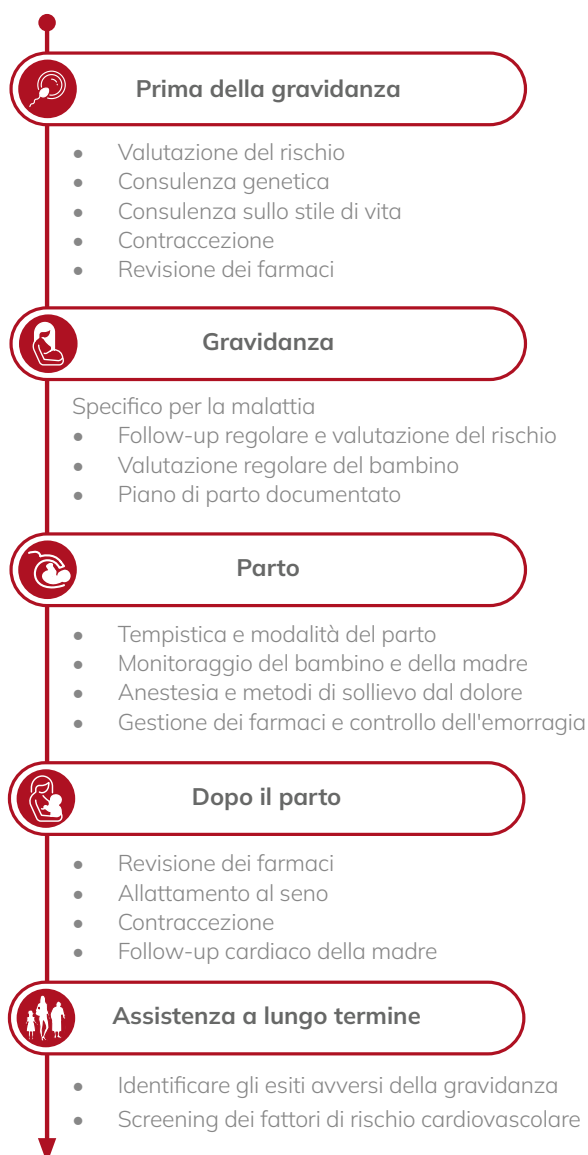 Prima della gravidanza
• Valutazione del rischio
• Consulenza genetica
• Consulenza sullo stile di vita
• Contraccezione
• Revisione dei farmaci
Gravidanza
Specifico per la malattia
• Follow-up regolare e valutazione del rischio
• Valutazione regolare del bambino
• Piano di parto documentato
Parto
• Tempistica e modalità del parto
• Monitoraggio del bambino e della madre
• Anestesia e metodi di sollievo dal dolore
• Gestione dei farmaci e controllo dell'emorragia
Dopo il parto
• Revisione dei farmaci
• Allattamento al seno
• Contraccezione
• Follow-up cardiaco della madre
Assistenza a lungo termine
• Identificare gli esiti avversi della gravidanza
• Screening dei fattori di rischio cardiovascolare